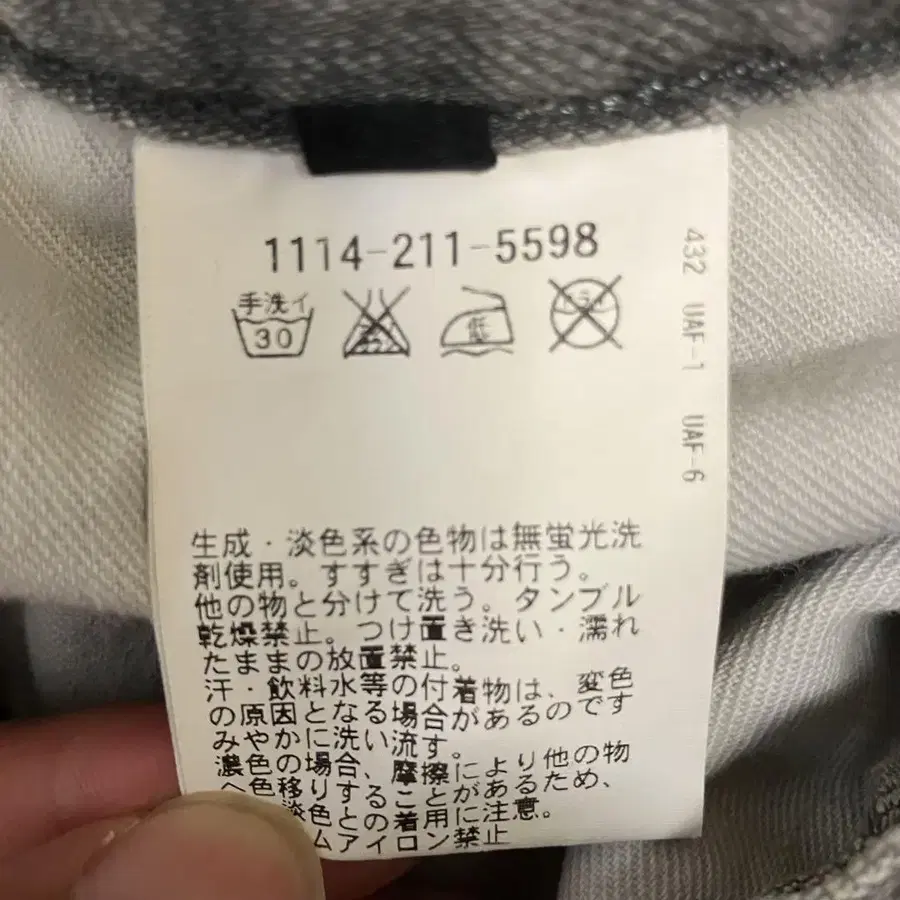 1114-211-5598
手洗イ
30
低
432 UAF-1 UAF-6
生成・淡色系の色物は無蛍光洗
剤使用。すすぎは十分行う。
他の物と分けて洗う。タンブル
乾燥禁止。つけ置き洗い・濡れ
たままの放置禁止。
汗・飲料水等の付着物は、変色
の原因となる場合があるのです
みやかに洗い流す。
濃色の場合、摩擦により他の物
へ色移りすることがあるため、
淡色との着用に注意。
ムアイロン禁止